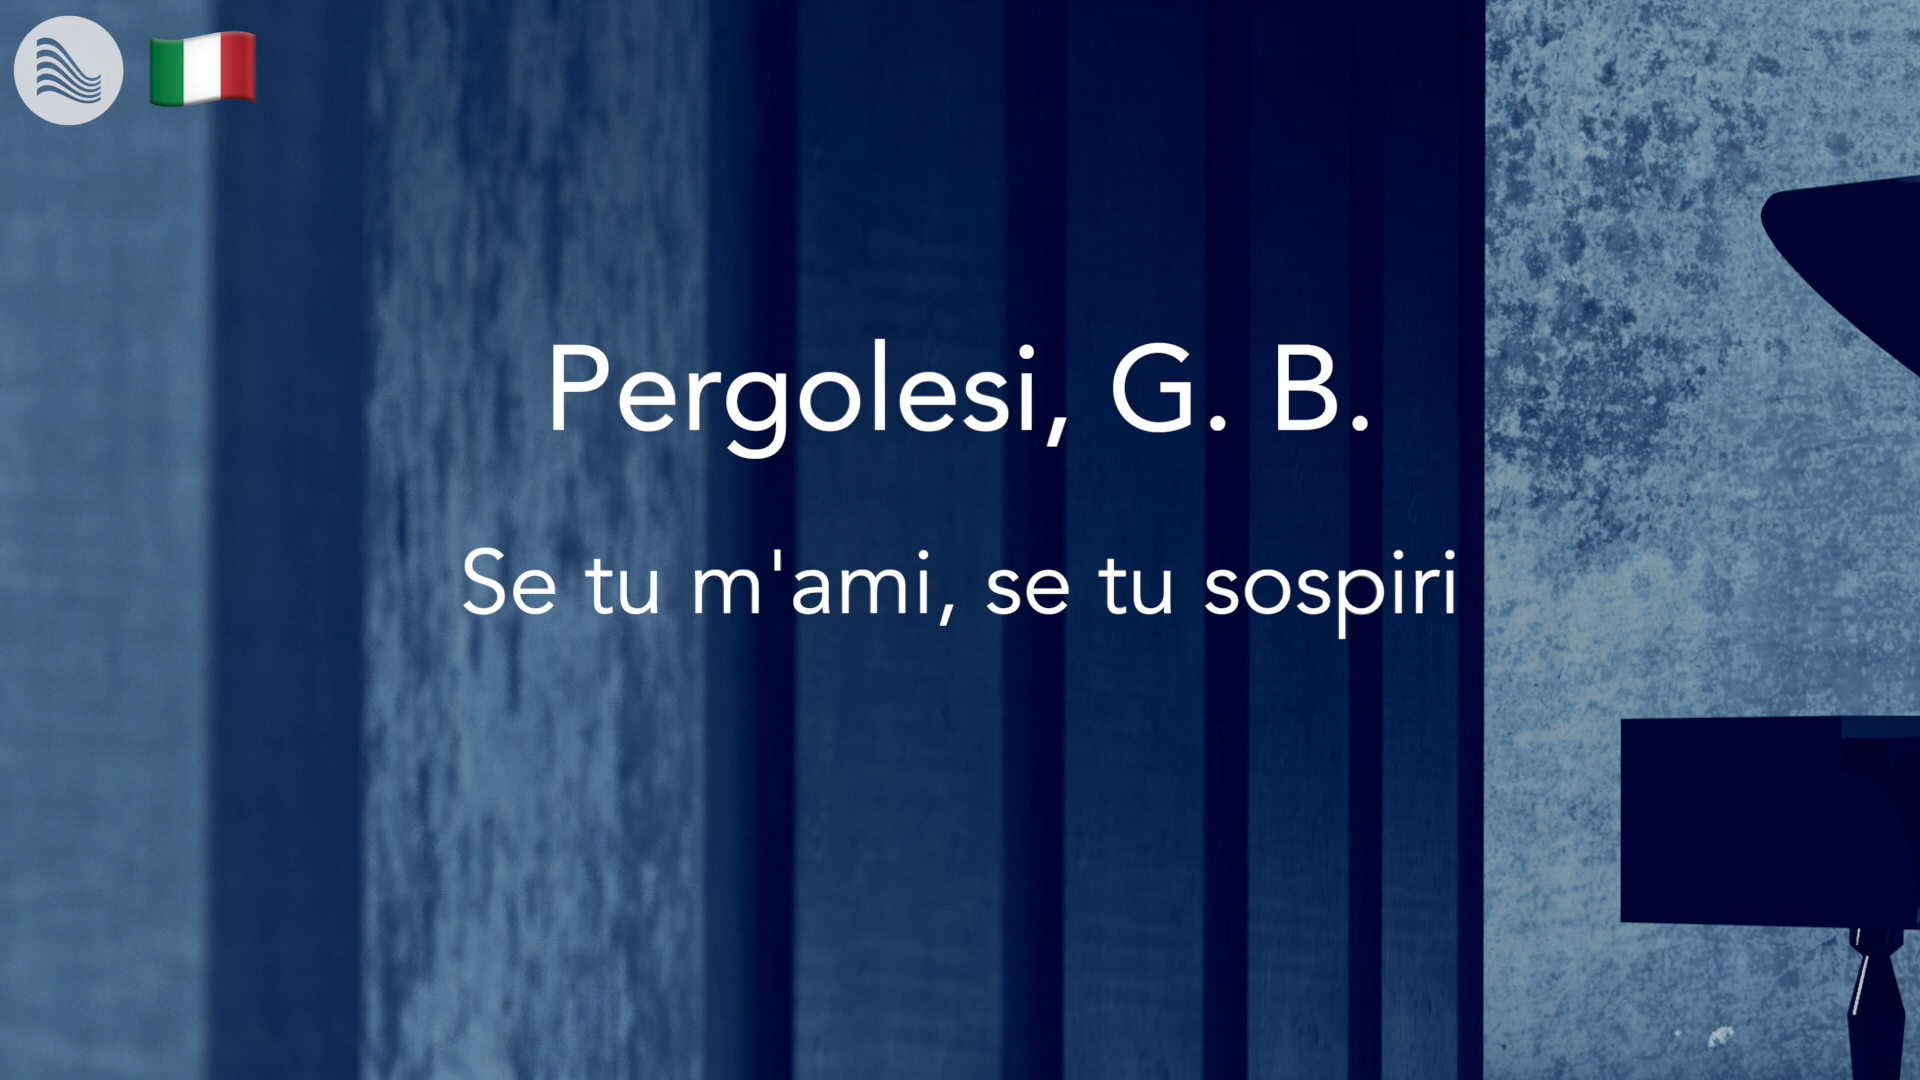 Pergolesi, G. B.
Se tu m'ami, se tu sospiri